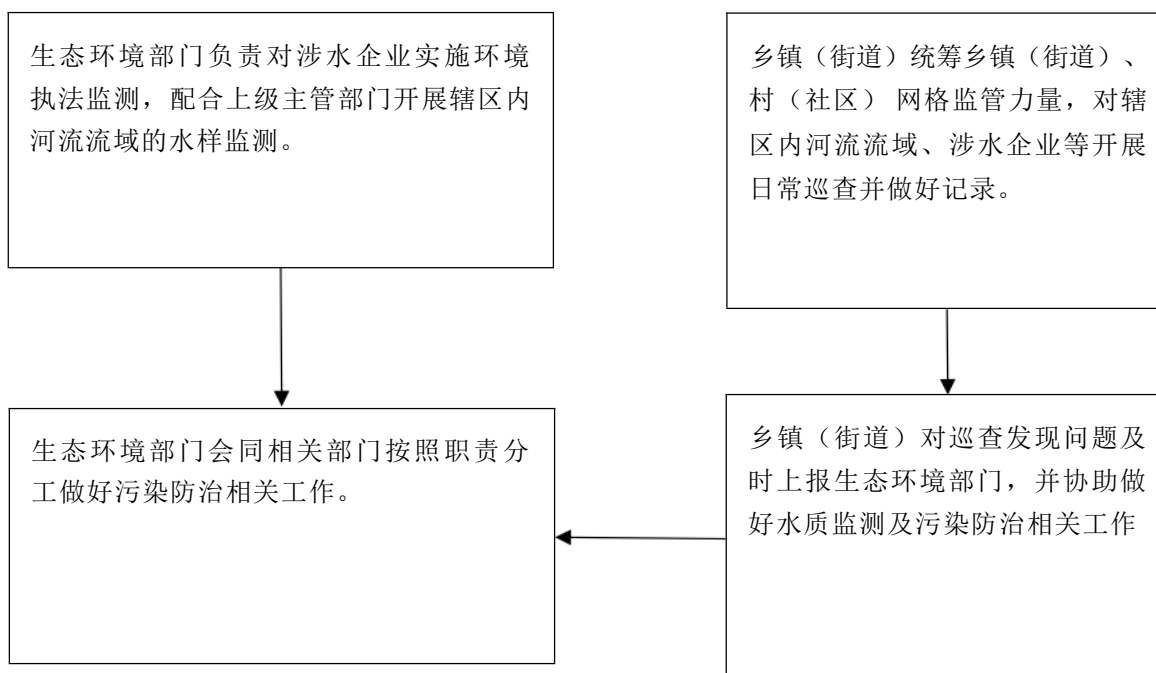 生态环境部门负责对涉水企业实施环境
执法监测，配合上级主管部门开展辖区内
河流流域的水样监测。
乡镇（街道）统筹乡镇（街道）、
村（社区） 网格监管力量，对辖
区内河流流域、涉水企业等开展
日常巡查并做好记录。
生态环境部门会同相关部门按照职责分
工做好污染防治相关工作。
乡镇（街道）对巡查发现问题及
时上报生态环境部门，并协助做
好水质监测及污染防治相关工作